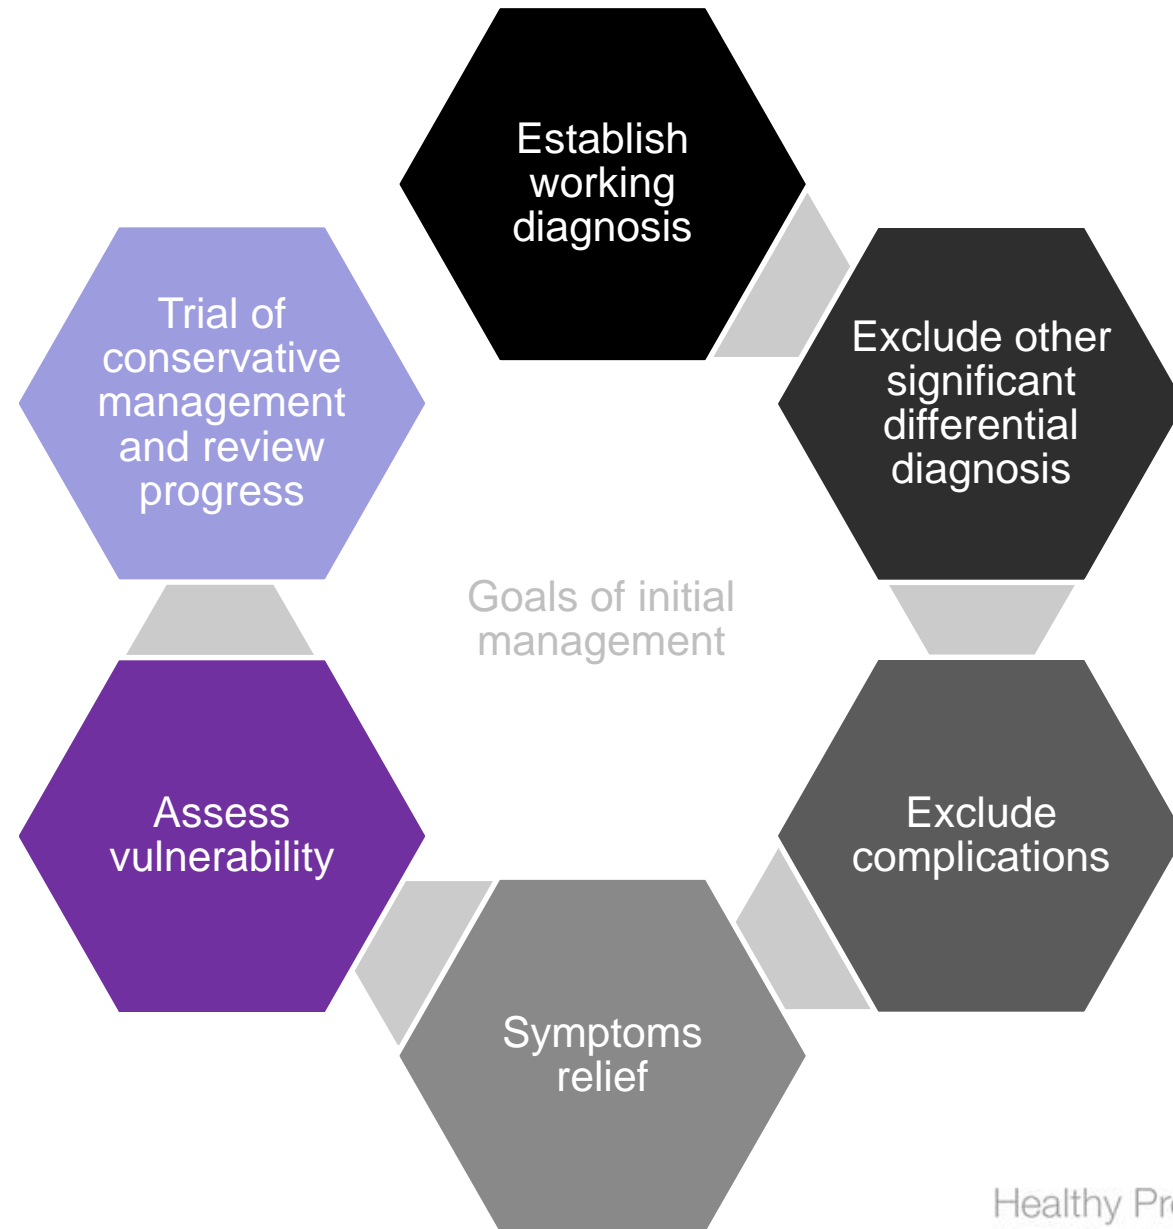 Establish
working
diagnosis
Exclude other
significant
differential
diagnosis
Exclude
complications
Symptoms
relief
Assess
vulnerability
Trial of
conservative
management
and review
progress
Goals of initial
management
Healthy